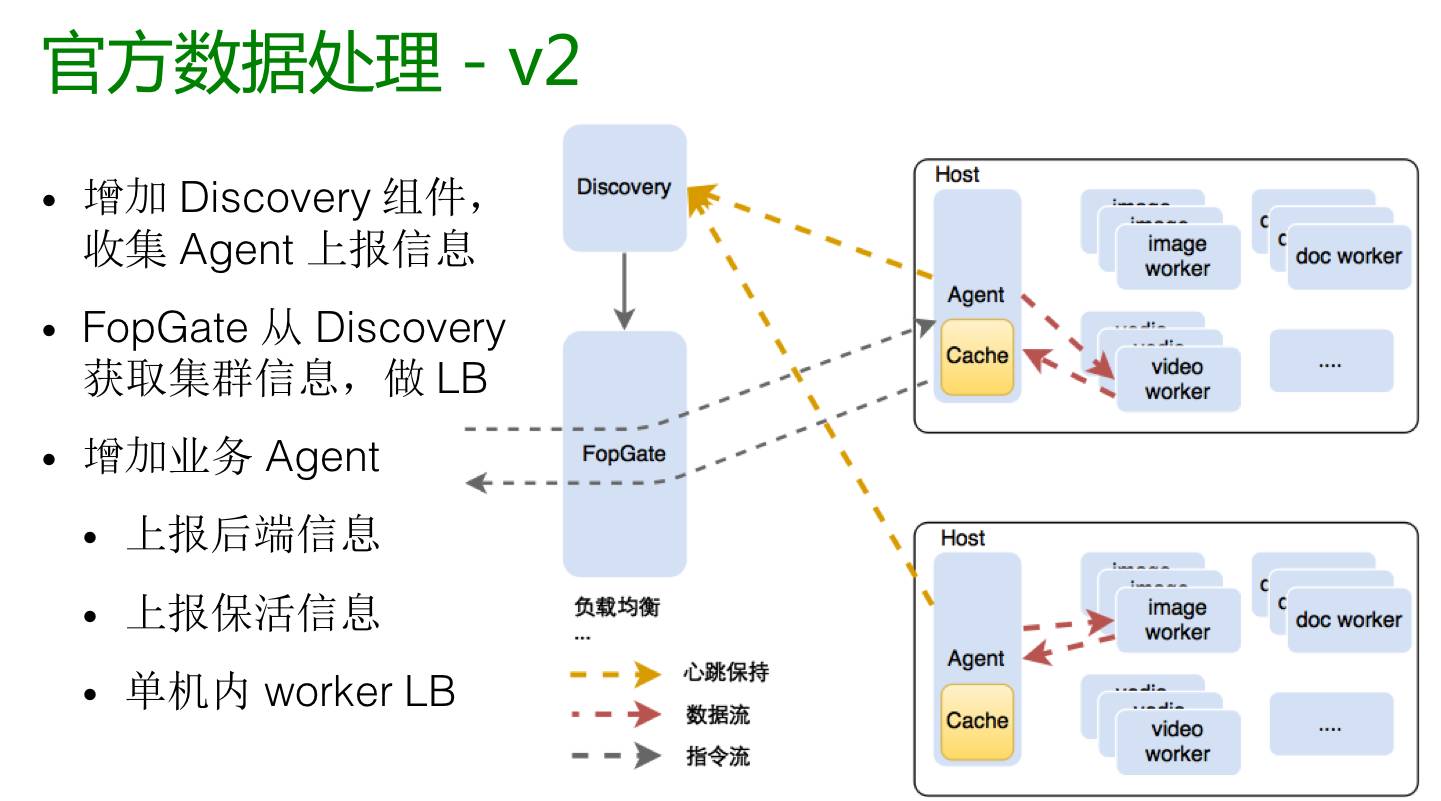 官方数据处理 - v2
• 增加 Discovery 组件，
收集 Agent 上报信息
• FopGate 从 Discovery
获取集群信息，做 LB
• 增加业务 Agent
• 上报后端信息
• 上报保活信息
• 单机内 worker LB
Discovery
FopGate
负载均衡
...
心跳保持
数据流
指令流
Host
Agent
Cache
image
worker
doc worker
video
worker
....
Host
Agent
Cache
image
worker
doc worker
video
worker
....